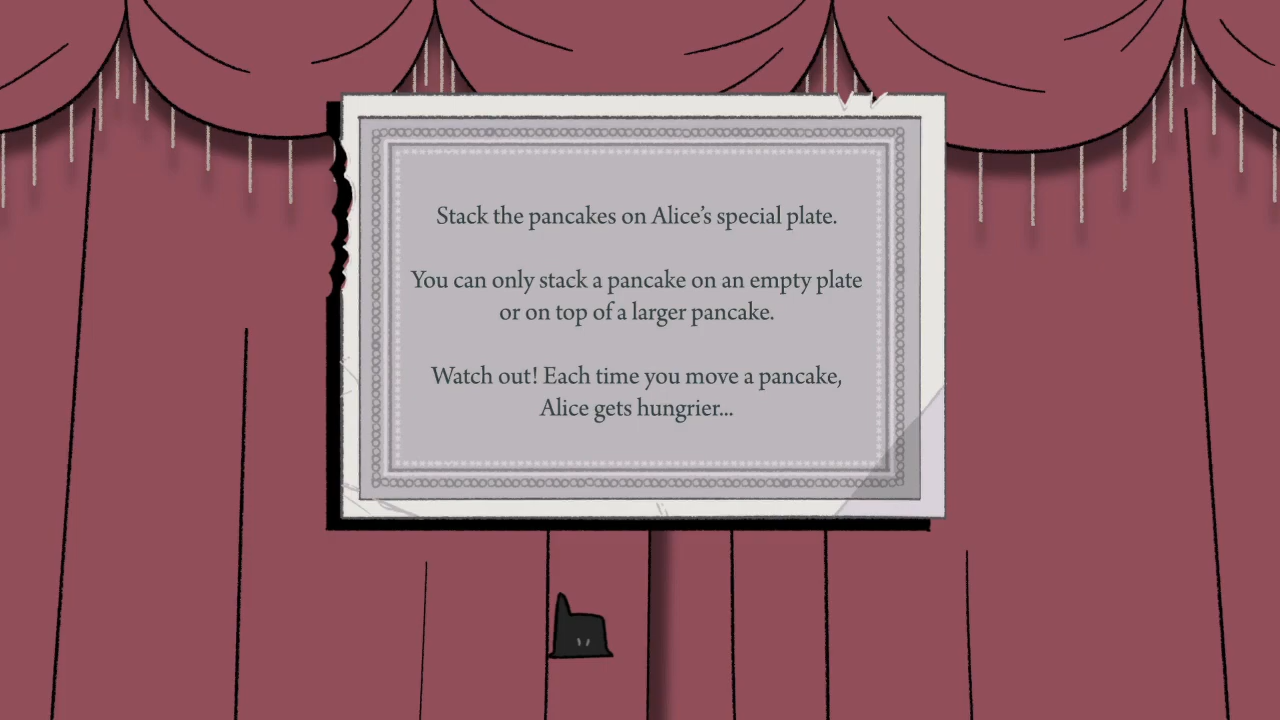 Stack the pancakes on Alice’s special plate.
You can only stack a pancake on an empty plate
or on top of a larger pancake.
Watch out! Each time you move a pancake,
Alice gets hungrier...